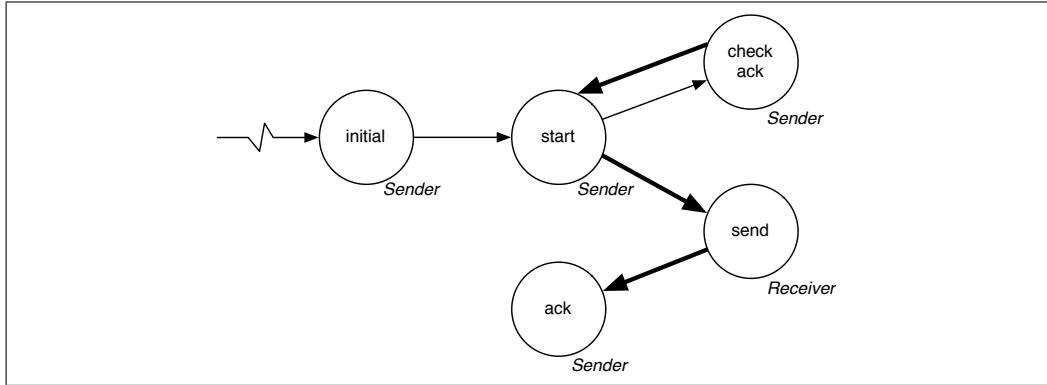 check
ack
Sender
initial
Sender
start
Sender
send
Receiver
ack
Sender